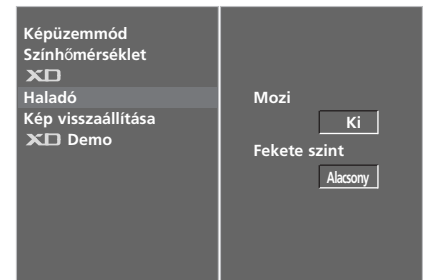 Képüzemmód
Színhőmérséklet
XD
Haladó
Kép visszaállítása
XD Demo
Mozi
Ki
Fekete szint
Alacsony